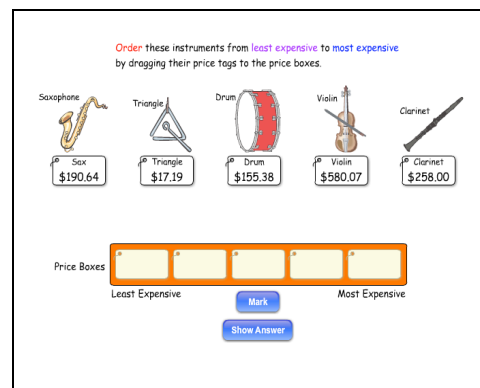 Order these instruments from least expensive to most expensive
by dragging their price tags to the price boxes.
Saxophone
Triangle
Drum
Violin
Clarinet
Sax
$190.64
Triangle
$17.19
Drum
$155.38
Violin
$580.07
Clarinet
$258.00
Price Boxes
Least Expensive
Most Expensive
Mark
Show Answer